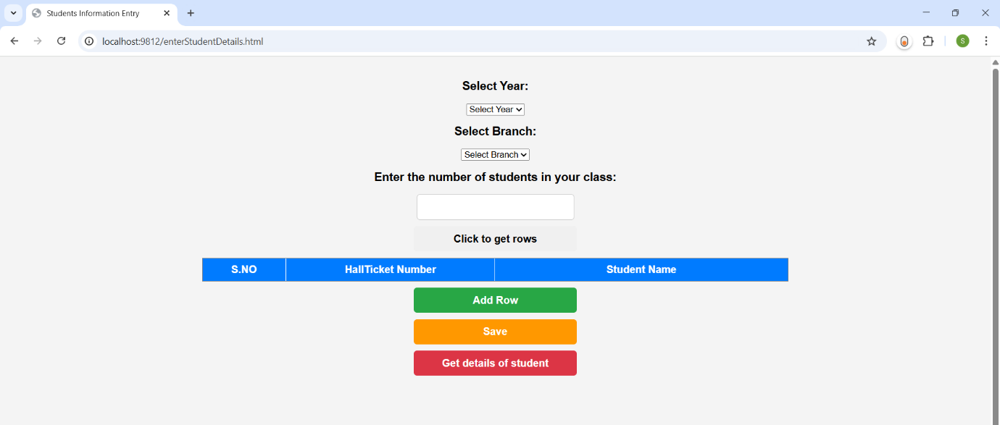 Students Information Entry
localhost:9812/enterStudentDetails.html
S
Select Year:
Select Year
Select Branch:
Select Branch
Enter the number of students in your class:
Click to get rows
S.NO HallTicket Number Student Name
Add Row
Save
Get details of student